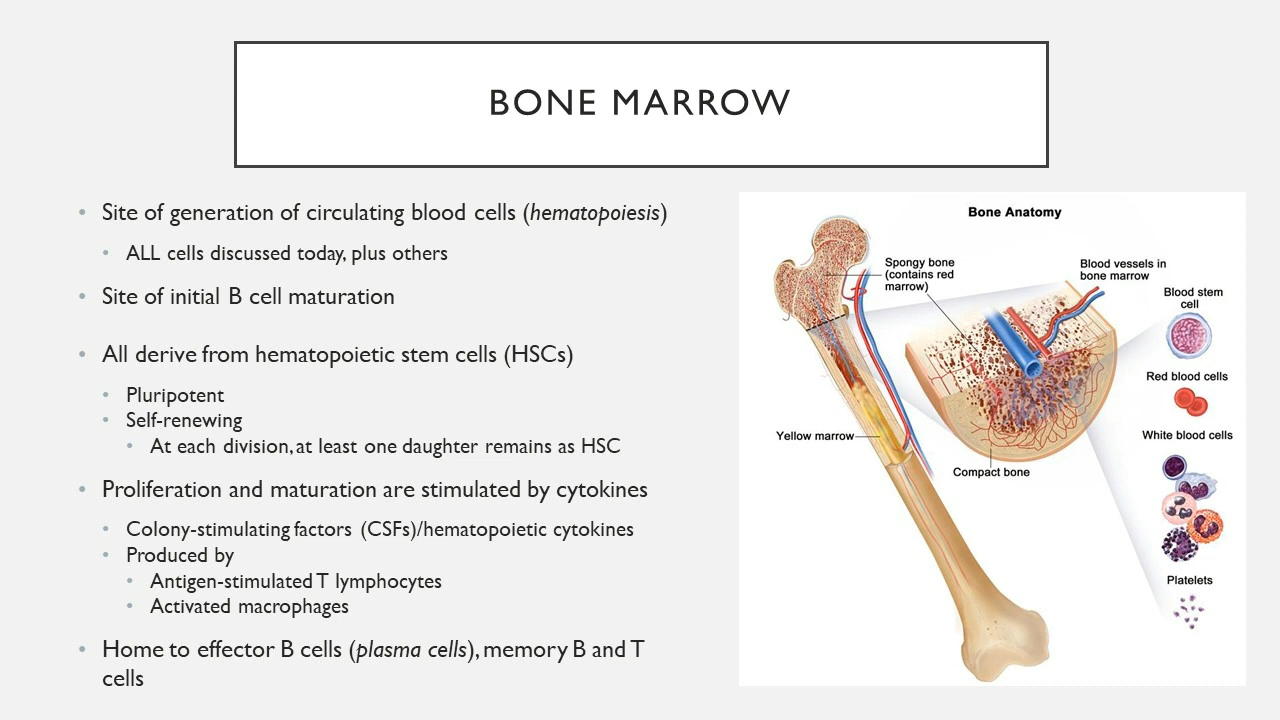 BONE MARROW
• Site of generation of circulating blood cells (hematopoiesis)
• ALL cells discussed today, plus others
• Site of initial B cell maturation
• All derive from hematopoietic stem cells (HSCs)
• Pluripotent
• Self-renewing
• At each division, at least one daughter remains as HSC
• Proliferation and maturation are stimulated by cytokines
• Colony-stimulating factors (CSFs)/hematopoietic cytokines
• Produced by
• Antigen-stimulated T lymphocytes
• Activated macrophages
• Home to effector B cells (plasma cells), memory B and T
cells
Bone Anatomy
Spongy bone
(contains red
marrow)
Blood vessels in
bone marrow
Blood stem
cell
Red blood cells
Yellow marrow
White blood cells
Compact bone
Platelets